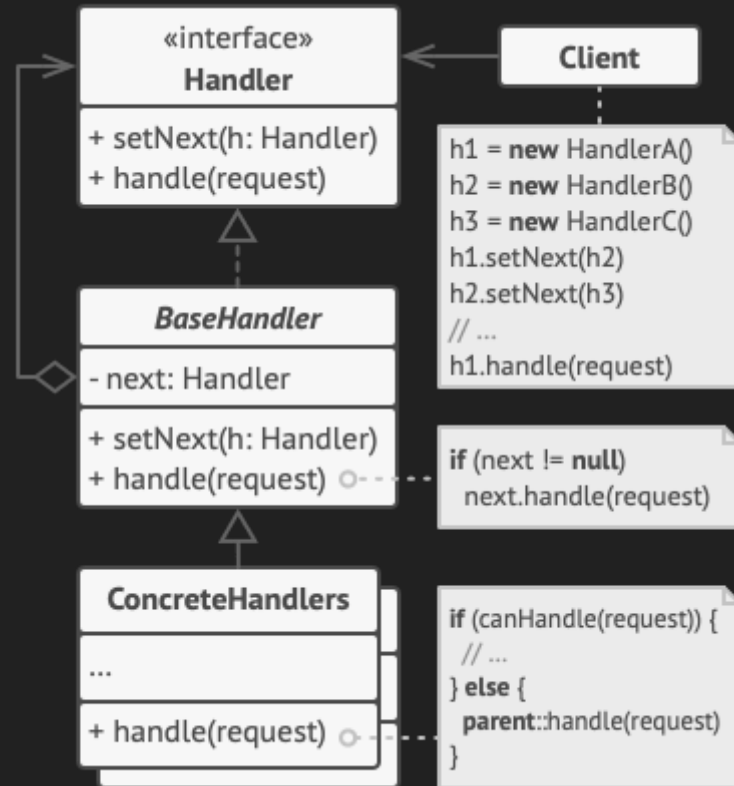 «interface»
Handler
+ setNext(h: Handler)
+ handle(request)
Client
h1 = new HandlerA()
h2 = new HandlerB()
h3 = new HandlerC()
h1.setNext(h2)
h2.setNext(h3)
// ...
h1.handle(request)
BaseHandler
- next: Handler
+ setNext(h: Handler)
+ handle(request)
if (next != null)
next.handle(request)
ConcreteHandlers
...
+ handle(request)
if (canHandle(request)) {
// ...
} else {
parent::handle(request)
}